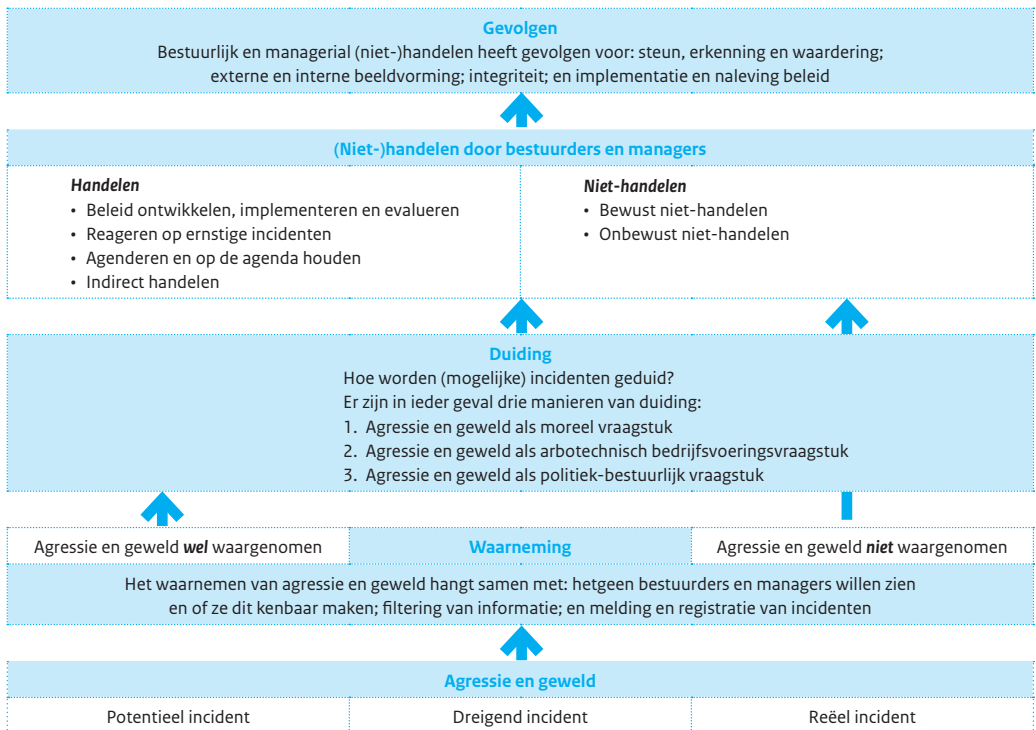 Gevolgen
Bestuurlijk en managerial (niet-)handelen heeft gevolgen voor: steun, erkenning en waardering;
externe en interne beeldvorming; integriteit; en implementatie en naleving beleid
(Niet-)handelen door bestuurders en managers
Handelen
• Beleid ontwikkelen, implementeren en evalueren
• Reageren op ernstige incidenten
• Agenderen en op de agenda houden
• Indirect handelen
Niet-handelen
• Bewust niet-handelen
• Onbewust niet-handelen
Duiding
Hoe worden (mogelijke) incidenten geduid?
Er zijn in ieder geval drie manieren van duiding:
1. Agressie en geweld als moreel vraagstuk
2. Agressie en geweld als arbotechnisch bedrijfsvoeringsvraagstuk
3. Agressie en geweld als politiek-bestuurlijk vraagstuk
Agressie en geweld wel waargenomen
Waarneming
Agressie en geweld niet waargenomen
Het waarnemen van agressie en geweld hangt samen met: hetgeen bestuurders en managers willen zien
en of ze dit kenbaar maken; filtering van informatie; en melding en registratie van incidenten
Agressie en geweld
Potentieel incident
Dreigend incident
Reëel incident